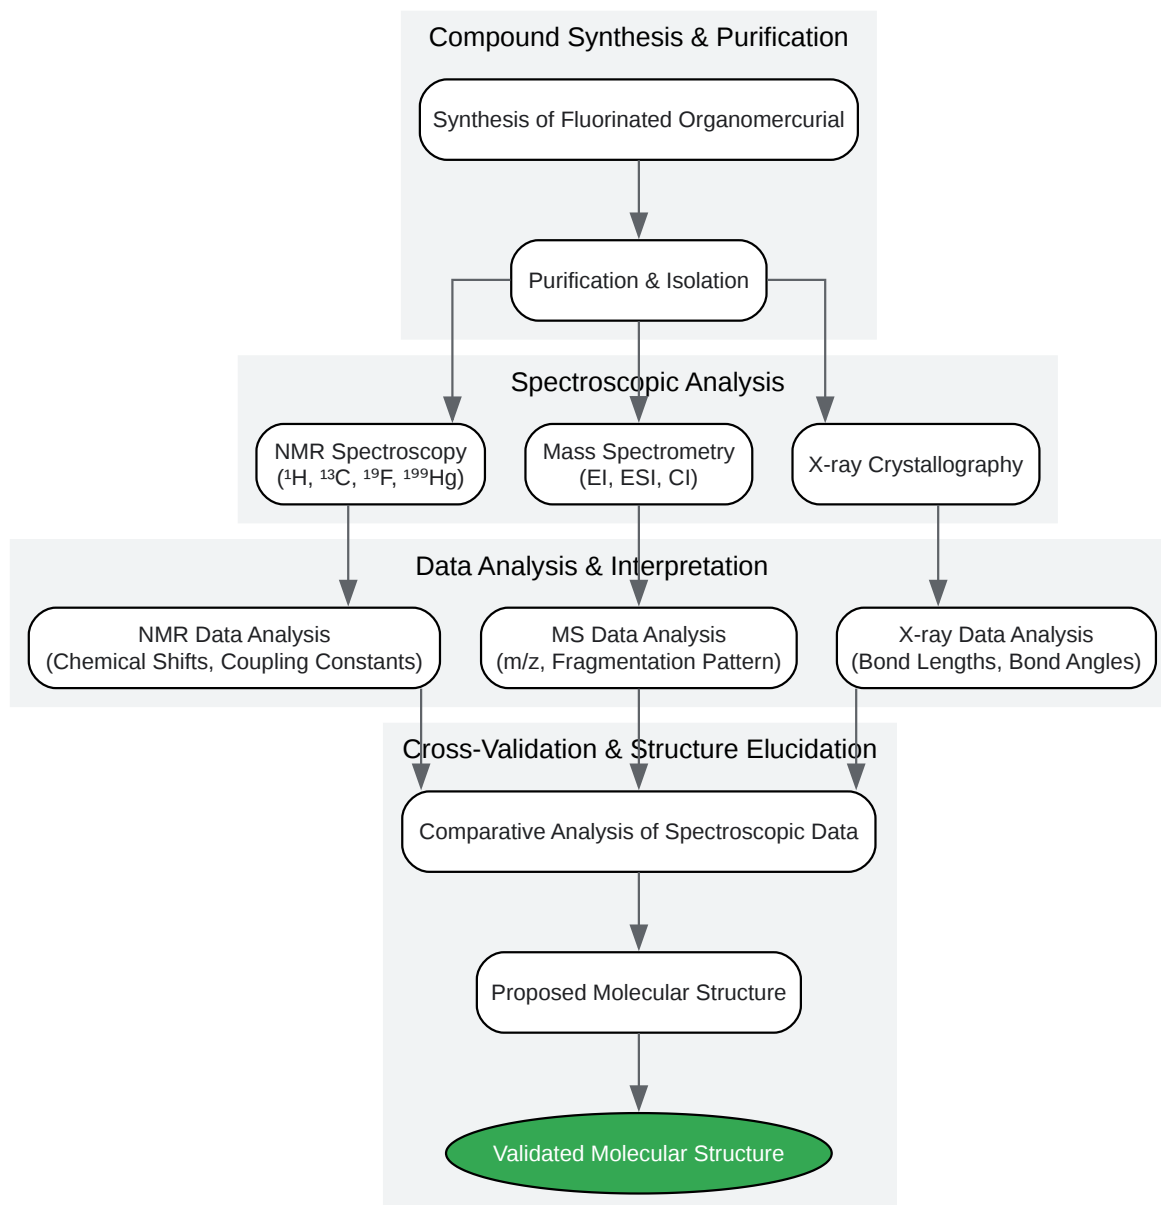 Compound Synthesis & Purification
Synthesis of Fluorinated Organomercurial
Purification & Isolation
Spectroscopic Analysis
NMR Spectroscopy
(¹H, ¹³C, ¹⁹F, ¹⁹⁹Hg)
Mass Spectrometry
(EI, ESI, CI)
X-ray Crystallography
Data Analysis & Interpretation
NMR Data Analysis
(Chemical Shifts, Coupling Constants)
MS Data Analysis
(m/z, Fragmentation Pattern)
X-ray Data Analysis
(Bond Lengths, Bond Angles)
Cross-Validation & Structure Elucidation
Comparative Analysis of Spectroscopic Data
Proposed Molecular Structure
Validated Molecular Structure